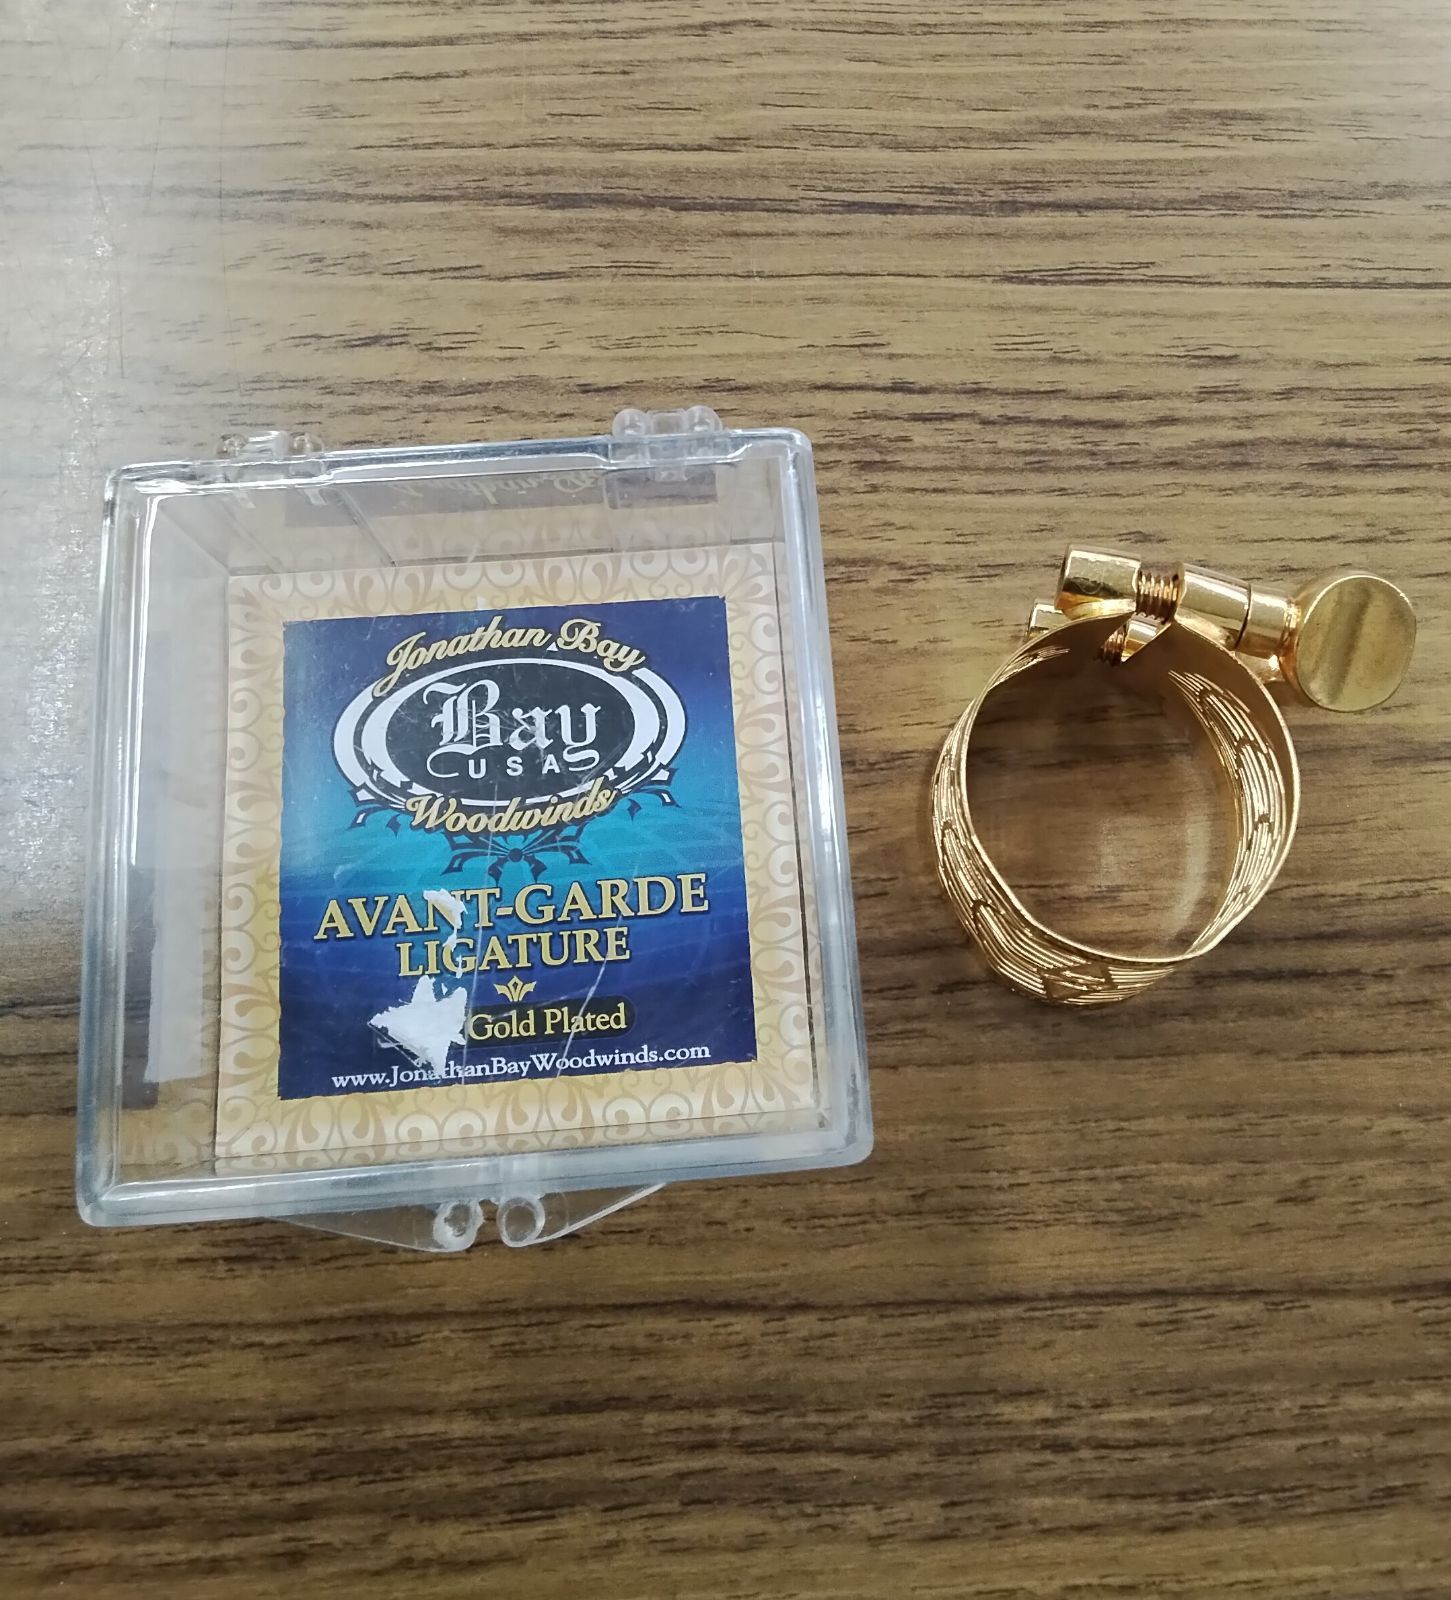 Jonathan Bay
Bay
USA
Woodwinds
AVANT-GARDE
LIGATURE
Gold Plated
www.JonathanBayWoodwinds.com